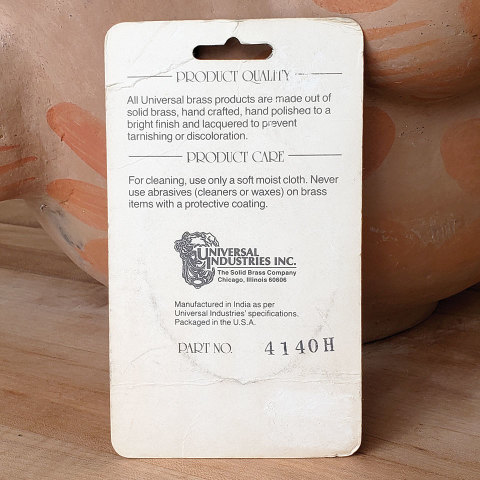 PRODUCT QUALITY
All Universal brass products are made out of
solid brass, hand crafted, hand polished to a
bright finish and lacquered to prevent
tarnishing or discoloration.
PRODUCT CARE
For cleaning, use only a soft moist cloth. Never
use abrasives (cleaners or waxes) on brass
items with a protective coating.
UNIVERSAL
INDUSTRIES INC.
The Solid Brass Company
Chicago, Illinois 60606
Manufactured in India as per
Universal Industries' specifications.
Packaged in the U.S.A.
PART NO. 4140H